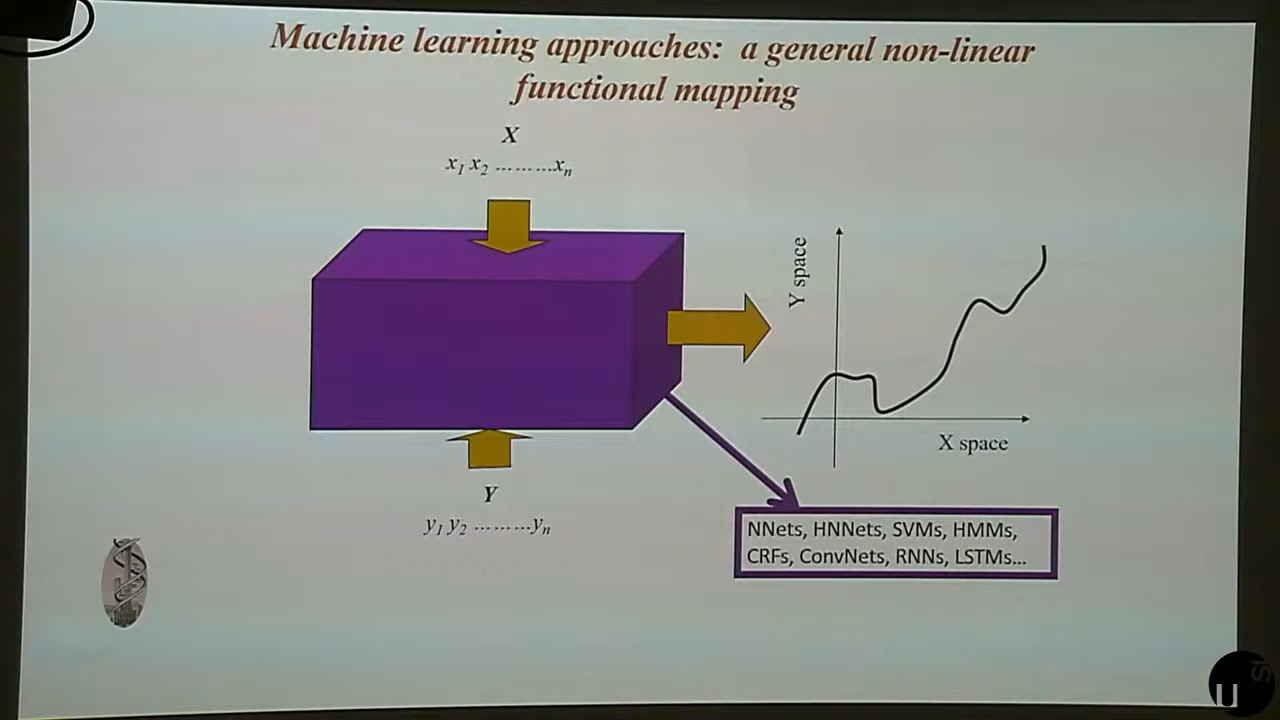 Machine learning approaches: a general non-linear
functional mapping
X
x1 x2 ………xn
Y space
X space
Y
y1 y2 ………yn
NNets, HNNets, SVMs, HMMs,
CRFs, ConvNets, RNNs, LSTMs...
U